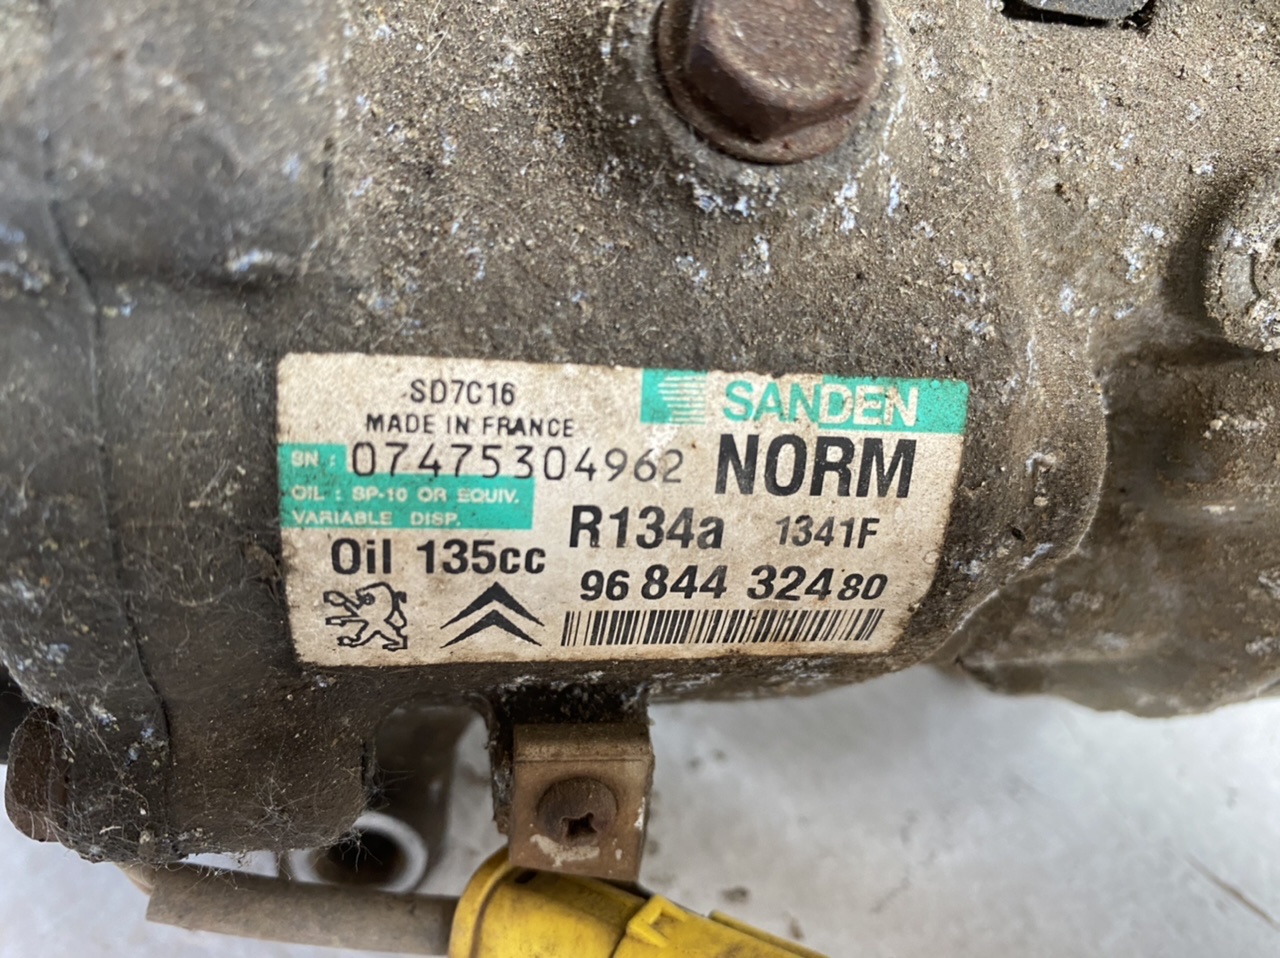 SD7C16
SANDEN
MADE IN FRANCE
SN : 07475304962
NORM
OIL : SP-10 OR EQUIV.
VARIABLE DISP.
R134a 1341F
Oil 135cc
96 844 324 80